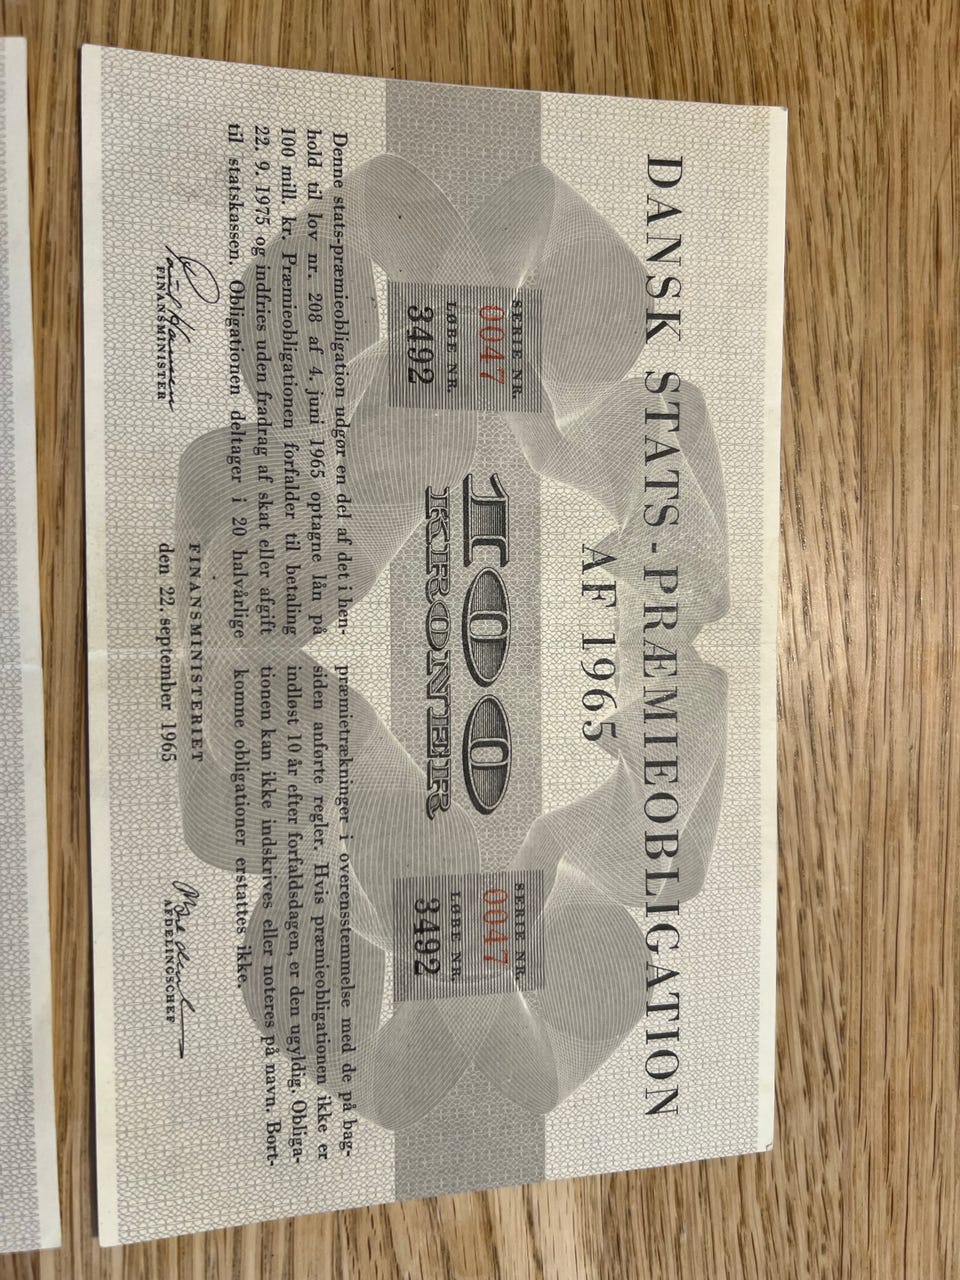 DANSK STATS-PRÆMIEOBLIGATION
AF 1965
SERIE NR.
0047
LØBE NR.
3492
100
KRONER
SERIE NR.
0047
LØBE NR.
3492
Denne stats-præmieobligation udgør en del af det i hen-
hold til lov nr. 208 af 4. juni 1965 optagne lån på
100 mill. kr. Præmieobligationen forfalder til betaling
22. 9. 1975 og indfries uden fradrag af skat eller afgift
til statskassen. Obligationen deltager i 20 halvårlige
præmietrækninger i overensstemmelse med de på bag-
siden anførte regler. Hvis præmieobligationen ikke er
indløst 10 år efter forfaldsdagen, er den ugyldig. Obliga-
tionen kan ikke indskrives eller noteres på navn. Bort-
komne obligationer erstattes ikke.
FINANSMINISTERIET
den 22. september 1965
FINANSMINISTER
AFDELINGSCHEF